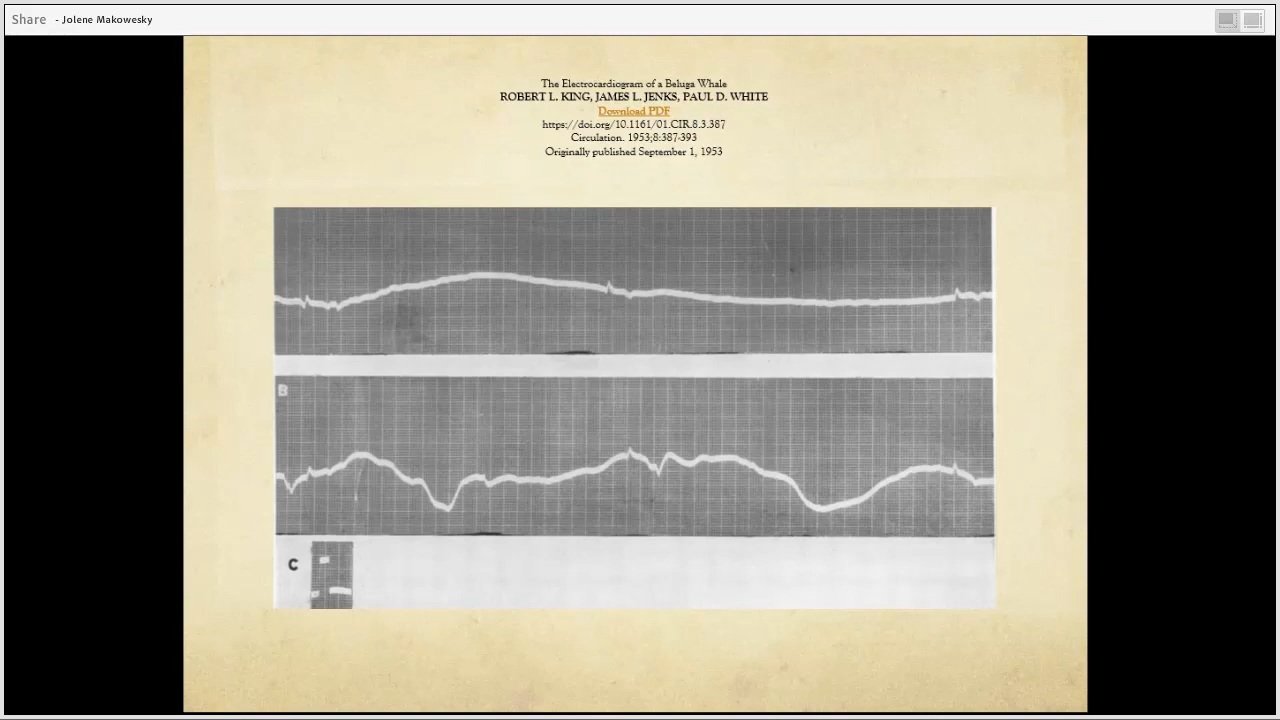 Share - Jolene Makowesky
The Electrocardiogram of a Beluga Whale
ROBERT L. KING, JAMES L. JENKS, PAUL D. WHITE
Download PDF
https://doi.org/10.1161/01.CIR.8.3.387
Circulation. 1953;8:387-393
Originally published September 1, 1953
B
C